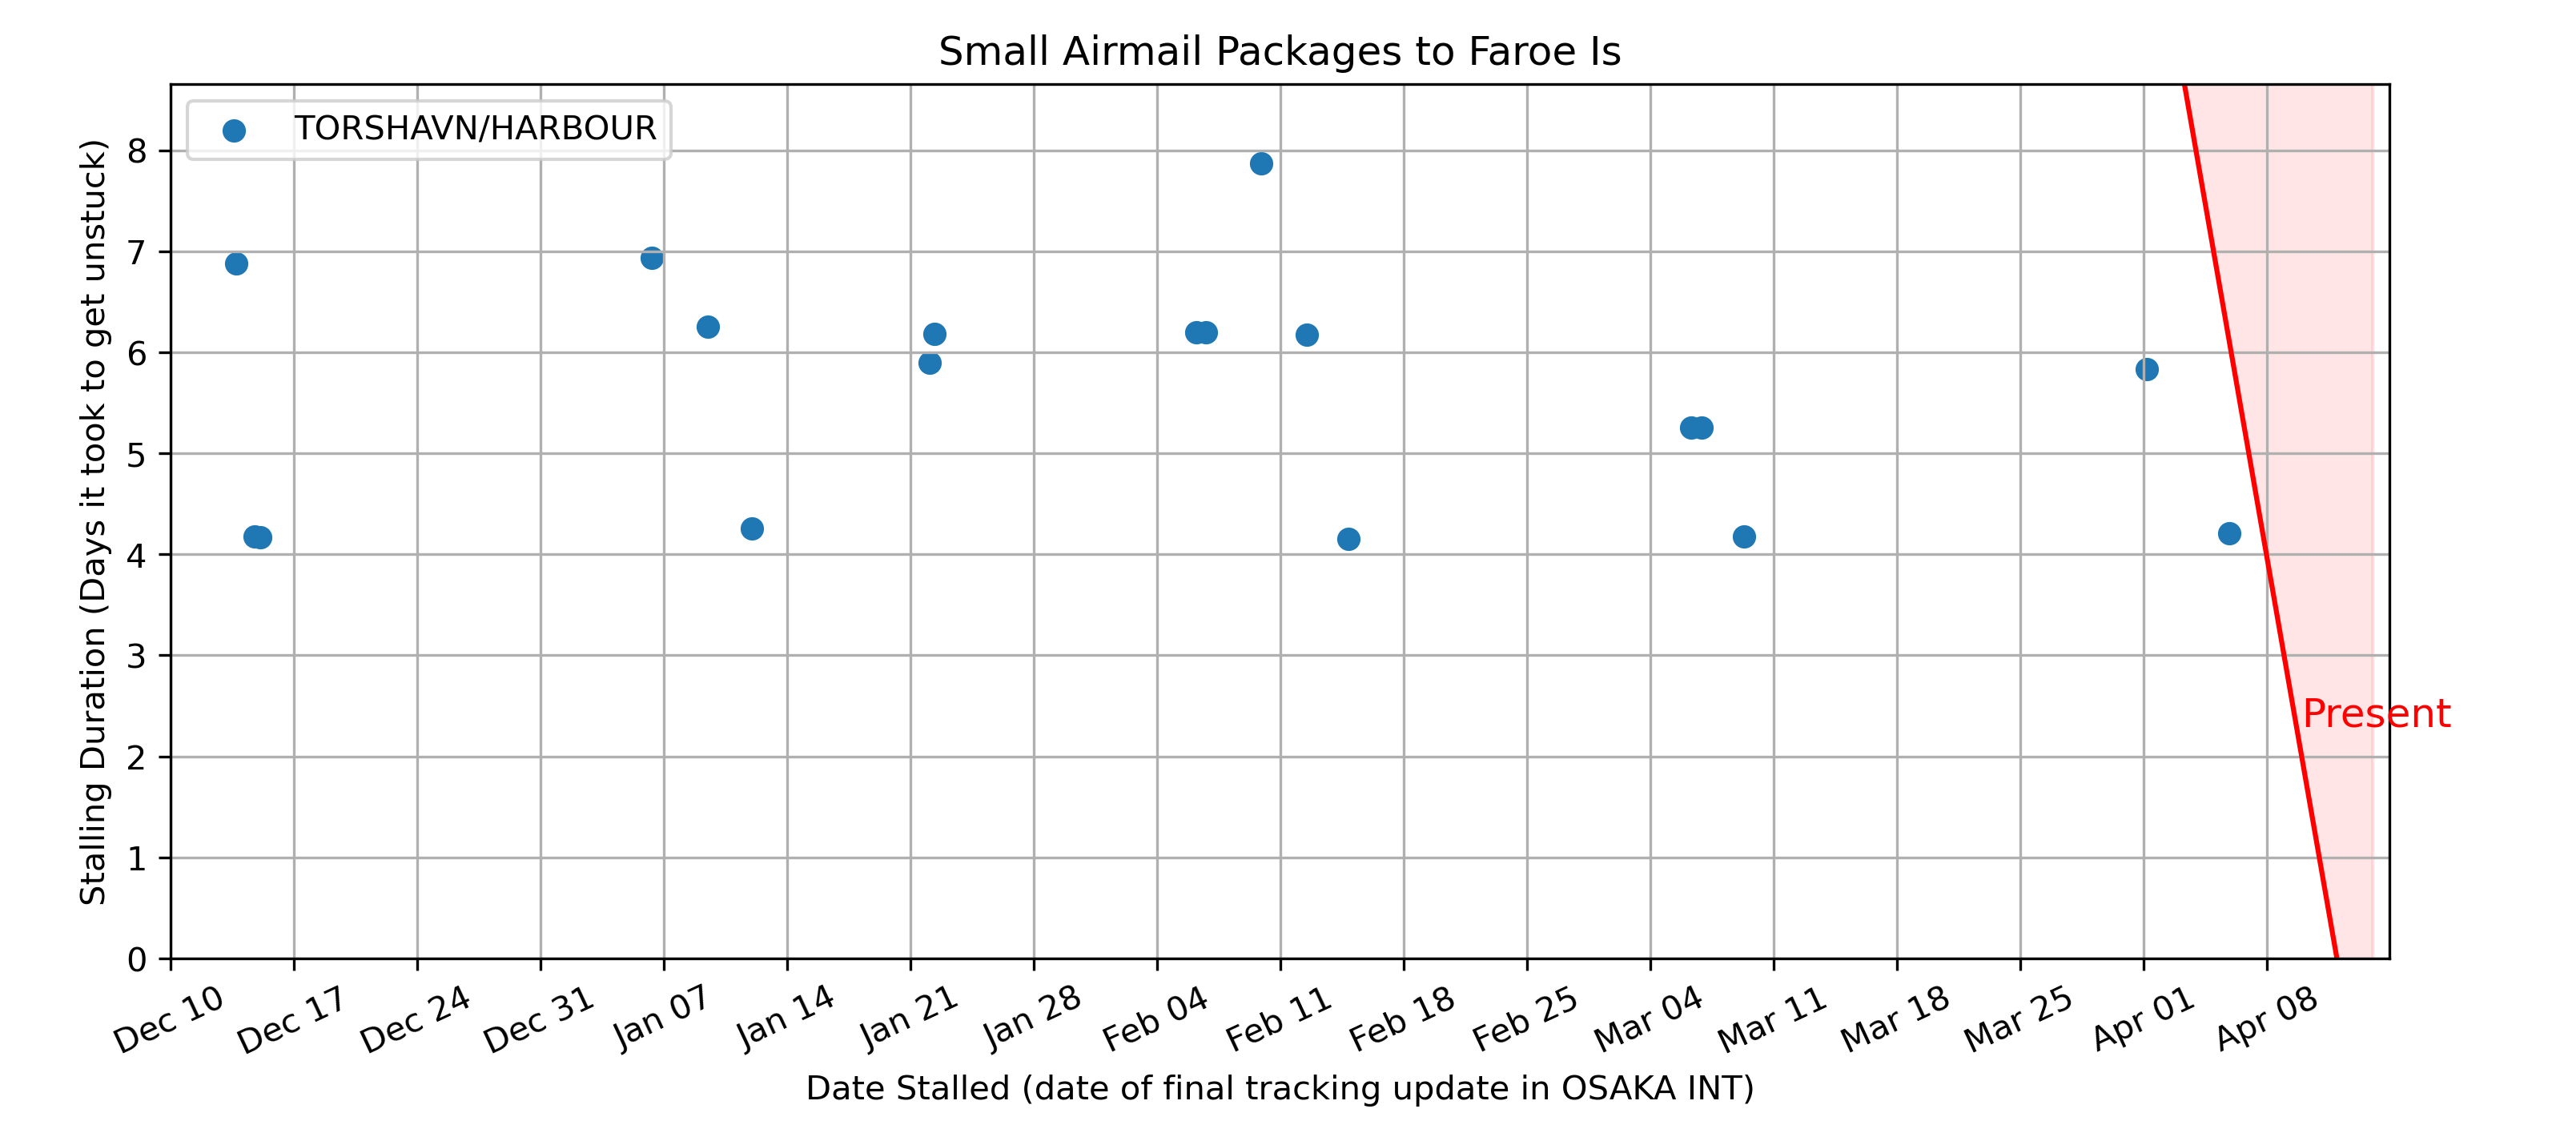 Small Airmail Packages to Faroe Is
TORSHAVN/HARBOUR
Stalling Duration (Days it took to get unstuck)
8
7
6
5
4
3
2
1
0
Present
Dec 10
Dec 17
Dec 24
Dec 31
Jan 07
Jan 14
Jan 21
Jan 28
Feb 04
Feb 11
Feb 18
Feb 25
Mar 04
Mar 11
Mar 18
Mar 25
Apr 01
Apr 08
Date Stalled (date of final tracking update in OSAKA INT)